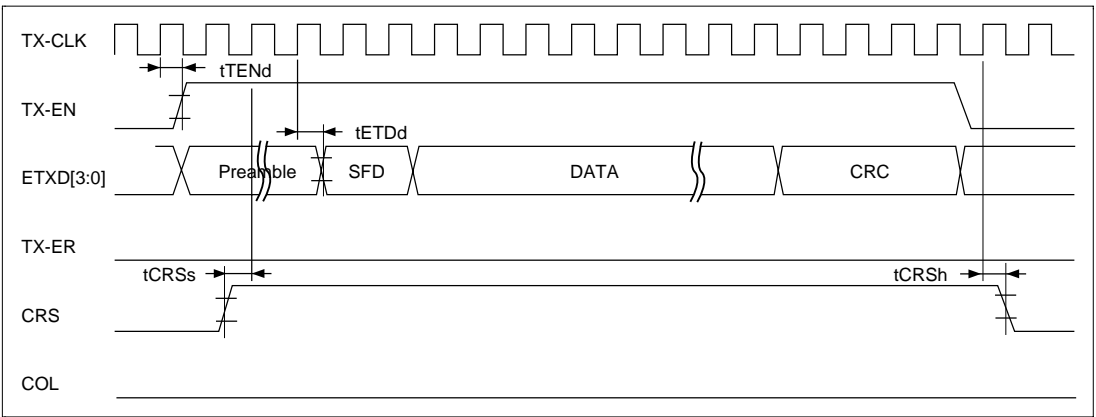 TX-CLK
tTENd
TX-EN
tETDd
ETXD[3:0] Preamble SFD DATA CRC
TX-ER
tCRSs tCRSh
CRS
COL